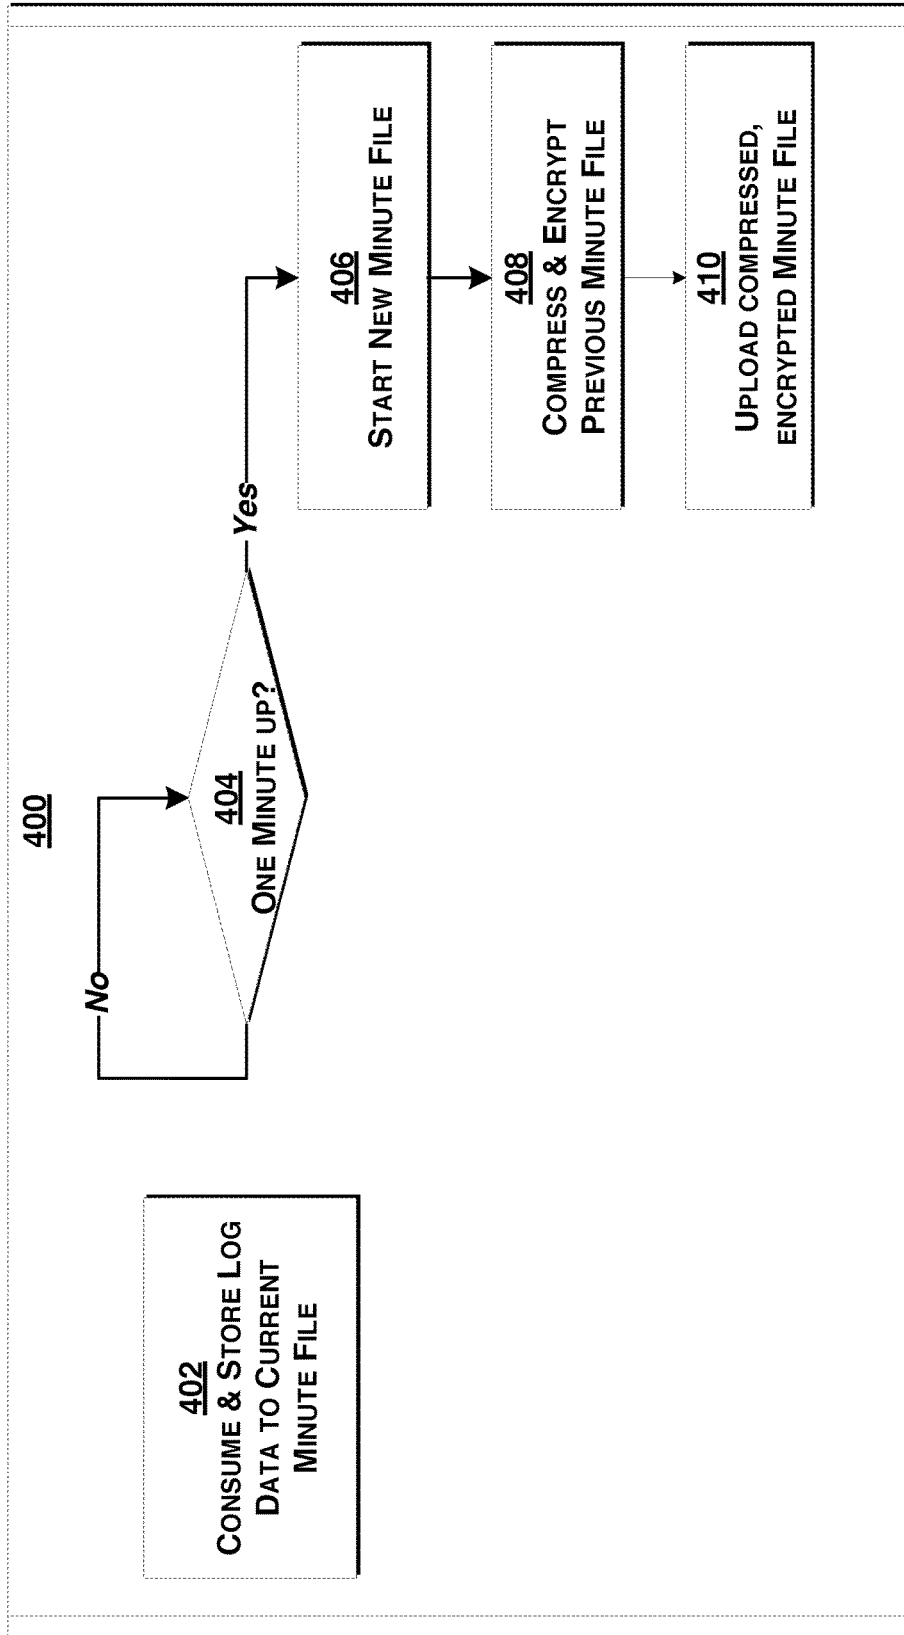 400
402
CONSUME & STORE LOG
DATA TO CURRENT
MINUTE FILE
No
404
ONE MINUTE UP?
Yes
406
START NEW MINUTE FILE
408
COMPRESS & ENCRYPT
PREVIOUS MINUTE FILE
410
UPLOAD COMPRESSED,
ENCRYPTED MINUTE FILE